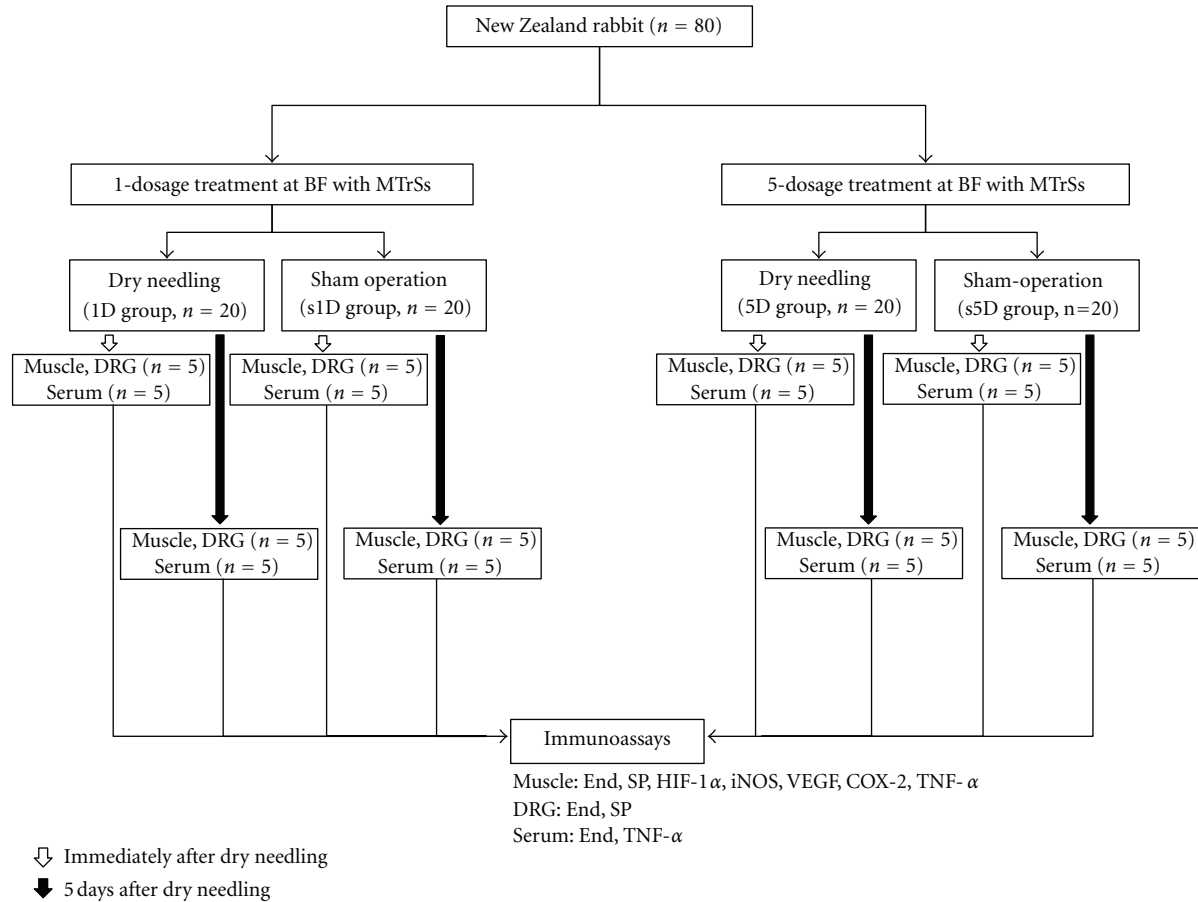 New Zealand rabbit (n = 80)
1-dosage treatment at BF with MTrSs
5-dosage treatment at BF with MTrSs
Dry needling
(1D group, n = 20)
Sham operation
(s1D group, n = 20)
Dry needling
(5D group, n = 20)
Sham-operation
(s5D group, n=20)
Muscle, DRG (n = 5)
Serum (n = 5)
Muscle, DRG (n = 5)
Serum (n = 5)
Muscle, DRG (n = 5)
Serum (n = 5)
Muscle, DRG (n = 5)
Serum (n = 5)
Muscle, DRG (n = 5)
Serum (n = 5)
Muscle, DRG (n = 5)
Serum (n = 5)
Muscle, DRG (n = 5)
Serum (n = 5)
Muscle, DRG (n = 5)
Serum (n = 5)
Immunoassays
Muscle: End, SP, HIF-1α, iNOS, VEGF, COX-2, TNF-α
DRG: End, SP
Serum: End, TNF-α
Immediately after dry needling
5 days after dry needling